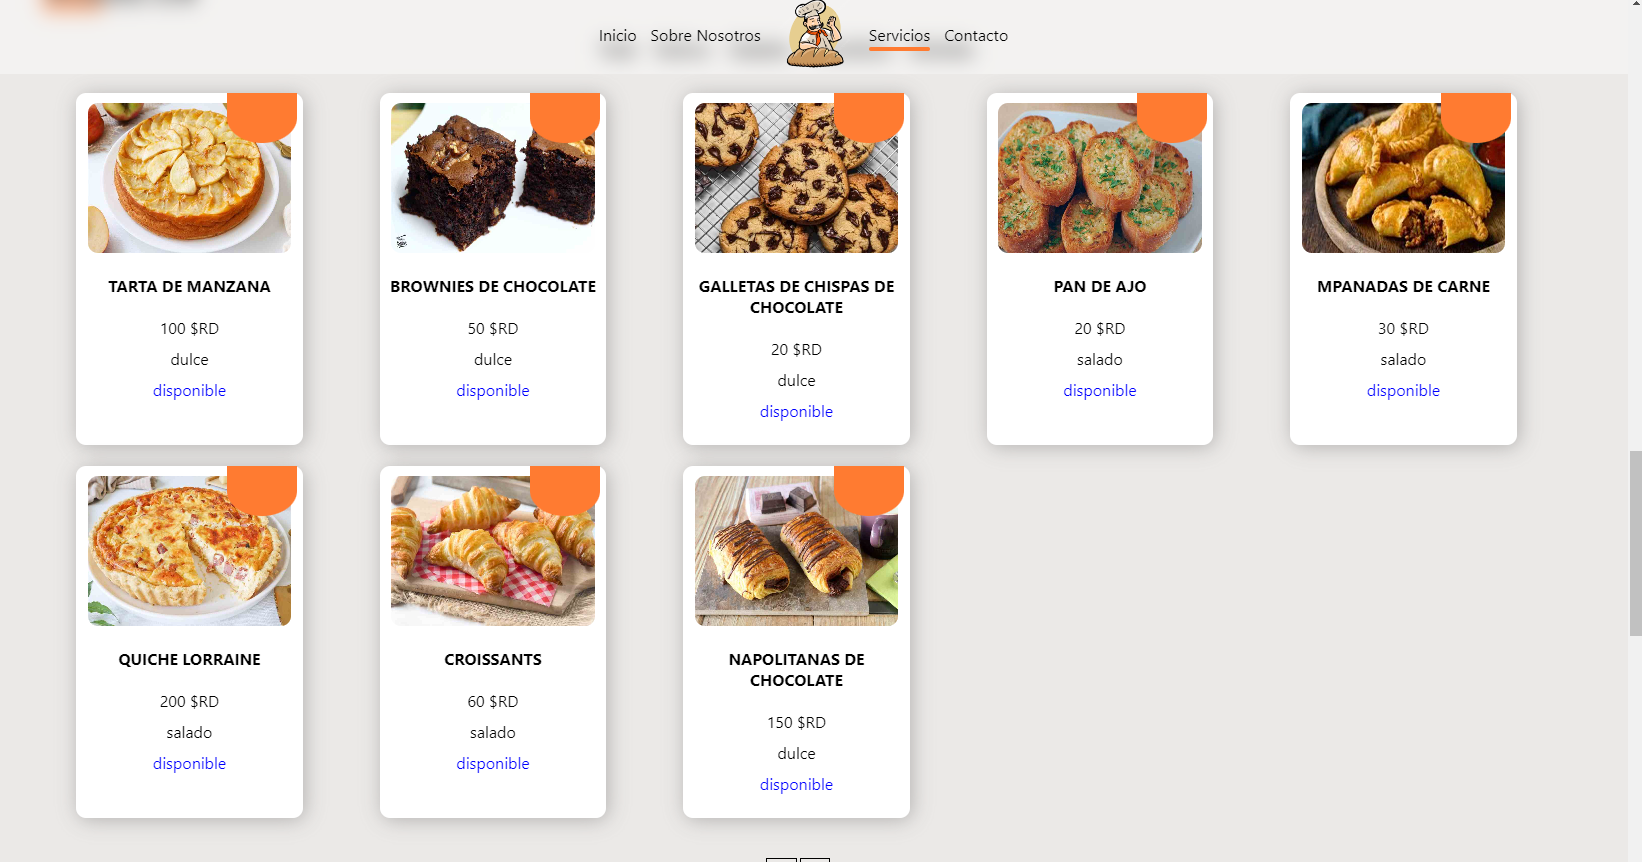 Inicio Sobre Nosotros Servicios Contacto
TARTA DE MANZANA
100 $RD
dulce
disponible
BROWNIES DE CHOCOLATE
50 $RD
dulce
disponible
GALLETAS DE CHISPAS DE
CHOCOLATE
20 $RD
dulce
disponible
PAN DE AJO
20 $RD
salado
disponible
MPANADAS DE CARNE
30 $RD
salado
disponible
QUICHE LORRAINE
200 $RD
salado
disponible
CROISSANTS
60 $RD
salado
disponible
NAPOLITANAS DE
CHOCOLATE
150 $RD
dulce
disponible